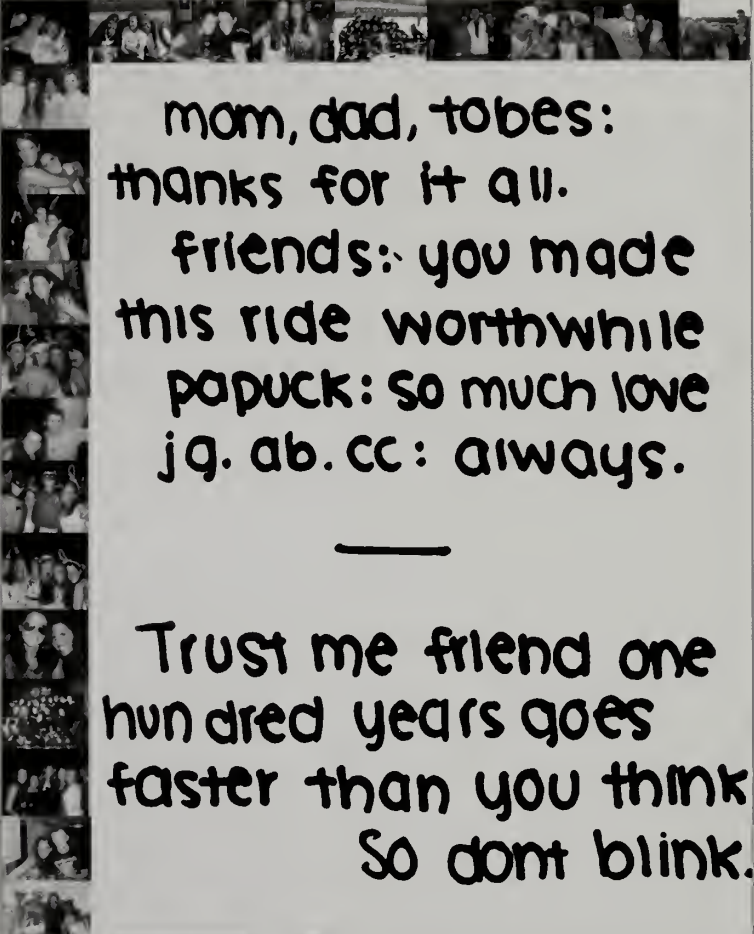 mom, dad, tobes:
thanks for it all.
friends: you made
this ride worthwhile
papuck: so much love
jg. ab. cc: always.
Trust me friend one
hundred years goes
faster than you think
So dont blink.